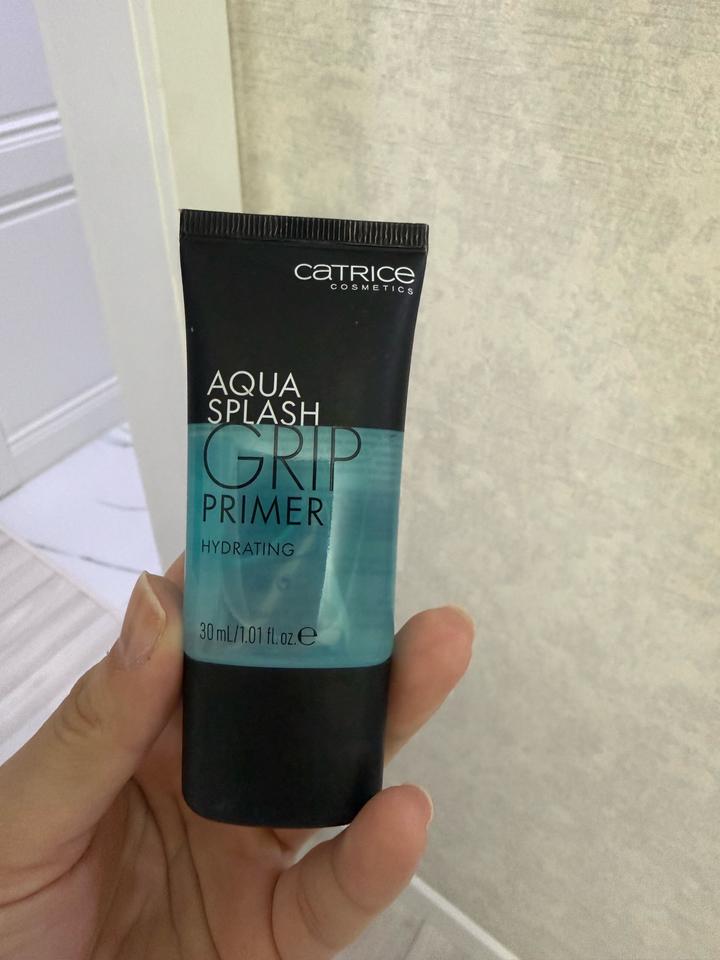 CATRICE
COSMETICS
AQUA
SPLASH
GRIP
PRIMER
HYDRATING
30 mL/1.01 fl. oz. ℮